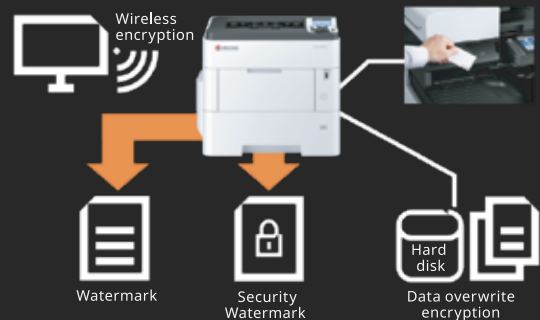 Wireless
encryption
Watermark
Security
Watermark
Hard
disk
Data overwrite
encryption